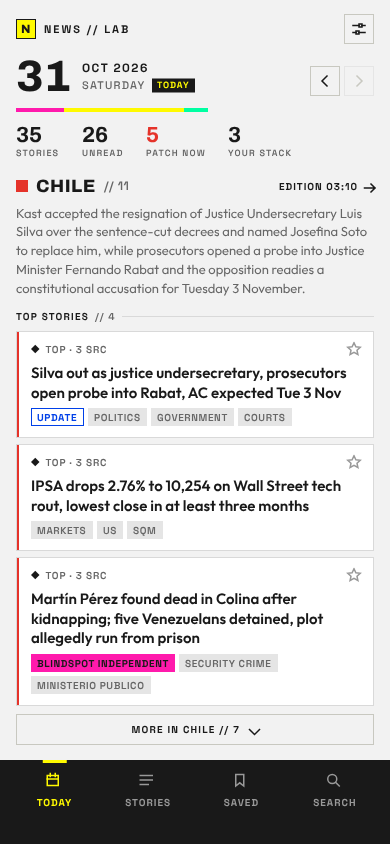 N NEWS // LAB
31 OCT 2026
SATURDAY TODAY
35 26 5 3
STORIES UNREAD PATCH NOW YOUR STACK
CHILE // 11 EDITION 03:10
Kast accepted the resignation of Justice Undersecretary Luis
Silva over the sentence-cut decrees and named Josefina Soto
to replace him, while prosecutors opened a probe into Justice
Minister Fernando Rabat and the opposition readies a
constitutional accusation for Tuesday 3 November.
TOP STORIES // 4
TOP · 3 SRC
Silva out as justice undersecretary, prosecutors
open probe into Rabat, AC expected Tue 3 Nov
UPDATE POLITICS GOVERNMENT COURTS
TOP · 3 SRC
IPSA drops 2.76% to 10,254 on Wall Street tech
rout, lowest close in at least three months
MARKETS US SQM
TOP · 3 SRC
Martín Pérez found dead in Colina after
kidnapping; five Venezuelans detained, plot
allegedly run from prison
BLINDSPOT INDEPENDENT SECURITY CRIME
MINISTERIO PUBLICO
MORE IN CHILE // 7
TODAY STORIES SAVED SEARCH